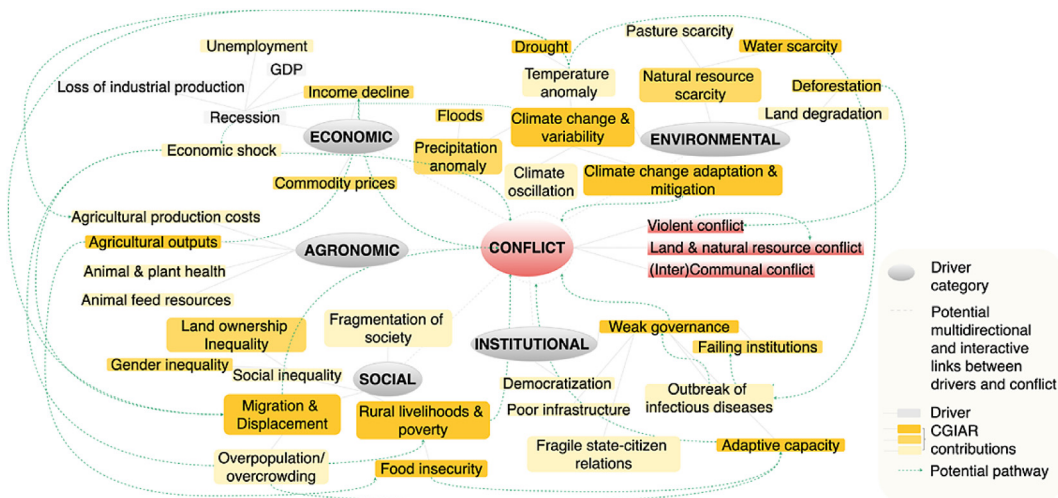 Unemployment
GDP
Loss of industrial production
Income decline
Recession
ECONOMIC
Economic shock
Commodity prices
Drought
Temperature
anomaly
Floods
Climate change &
variability
Precipitation
anomaly
Climate
oscillation
Climate change adaptation &
mitigation
Pasture scarcity
Water scarcity
Natural resource
scarcity
Deforestation
Land degradation
ENVIRONMENTAL
Agricultural production costs
Agricultural outputs
AGRONOMIC
Animal & plant health
Animal feed resources
CONFLICT
Violent conflict
Land & natural resource conflict
(Inter)Communal conflict
Land ownership
Inequality
Fragmentation of
society
Gender inequality
Social inequality
SOCIAL
Migration &
Displacement
Rural livelihoods &
poverty
Overpopulation/
overcrowding
Food insecurity
INSTITUTIONAL
Weak governance
Failing institutions
Democratization
Poor infrastructure
Outbreak of
infectious diseases
Fragile state-citizen
relations
Adaptive capacity
Driver
category
Potential
multidirectional
and interactive
links between
drivers and conflict
Driver
CGIAR
contributions
Potential pathway